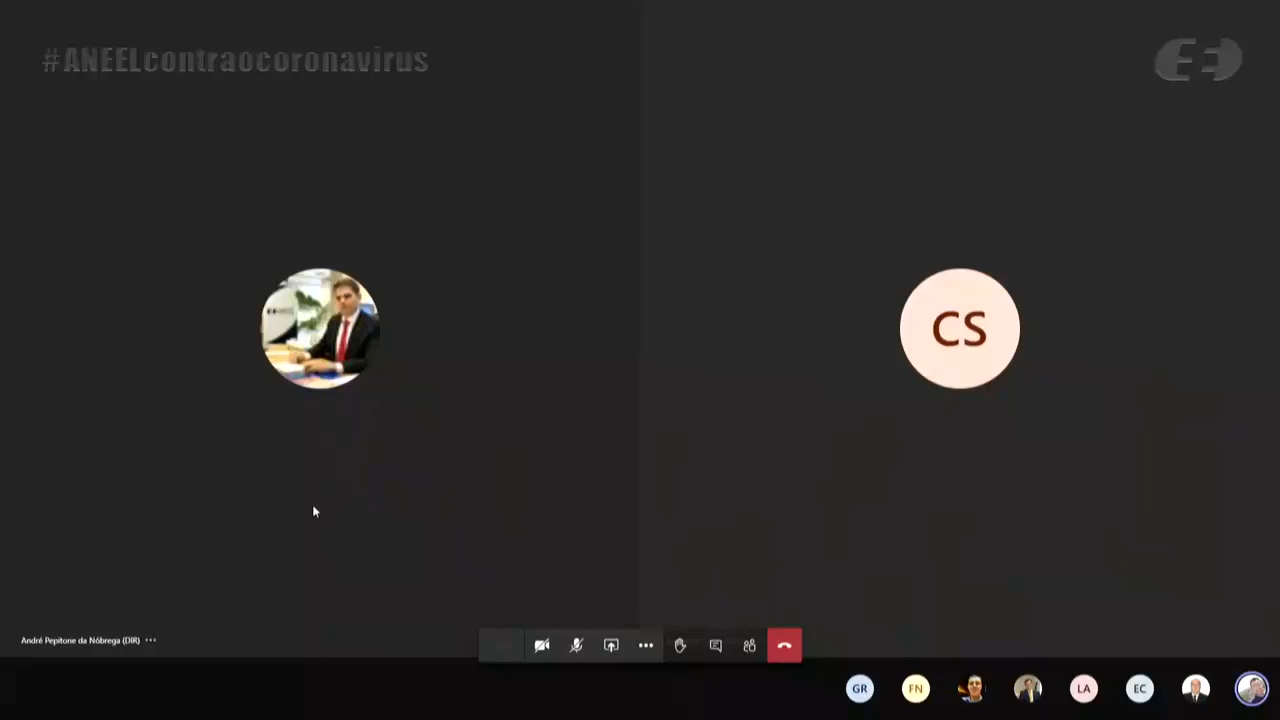 #ANEELcontraocoronavirus
CS
André Pepitone da Nóbrega (DIR)
GR
FN
LA
EC